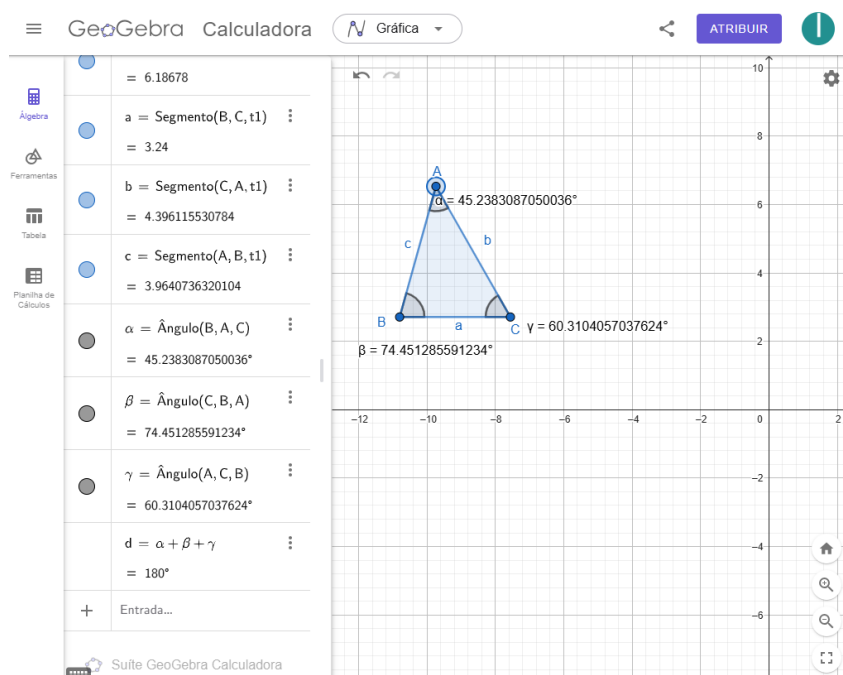 GeoGebra Calculadora
Gráfica
ATRIBUIR
I
Álgebra
Ferramentas
Tabela
Planilha de
Cálculos
= 6.18678
a = Segmento(B, C, t1)
= 3.24
b = Segmento(C, A, t1)
= 4.396115530784
c = Segmento(A, B, t1)
= 3.9640736320104
α = Ângulo(B, A, C)
= 45.2383087050036°
β = Ângulo(C, B, A)
= 74.451285591234°
γ = Ângulo(A, C, B)
= 60.3104057037624°
d = α + β + γ
= 180°
+ Entrada...
Suíte GeoGebra Calculadora
A
α = 45.2383087050036°
c
b
B
a
C
γ = 60.3104057037624°
β = 74.451285591234°
10
8
6
4
2
−12 −10 −8 −6 −4 −2 0 2
−2
−4
−6